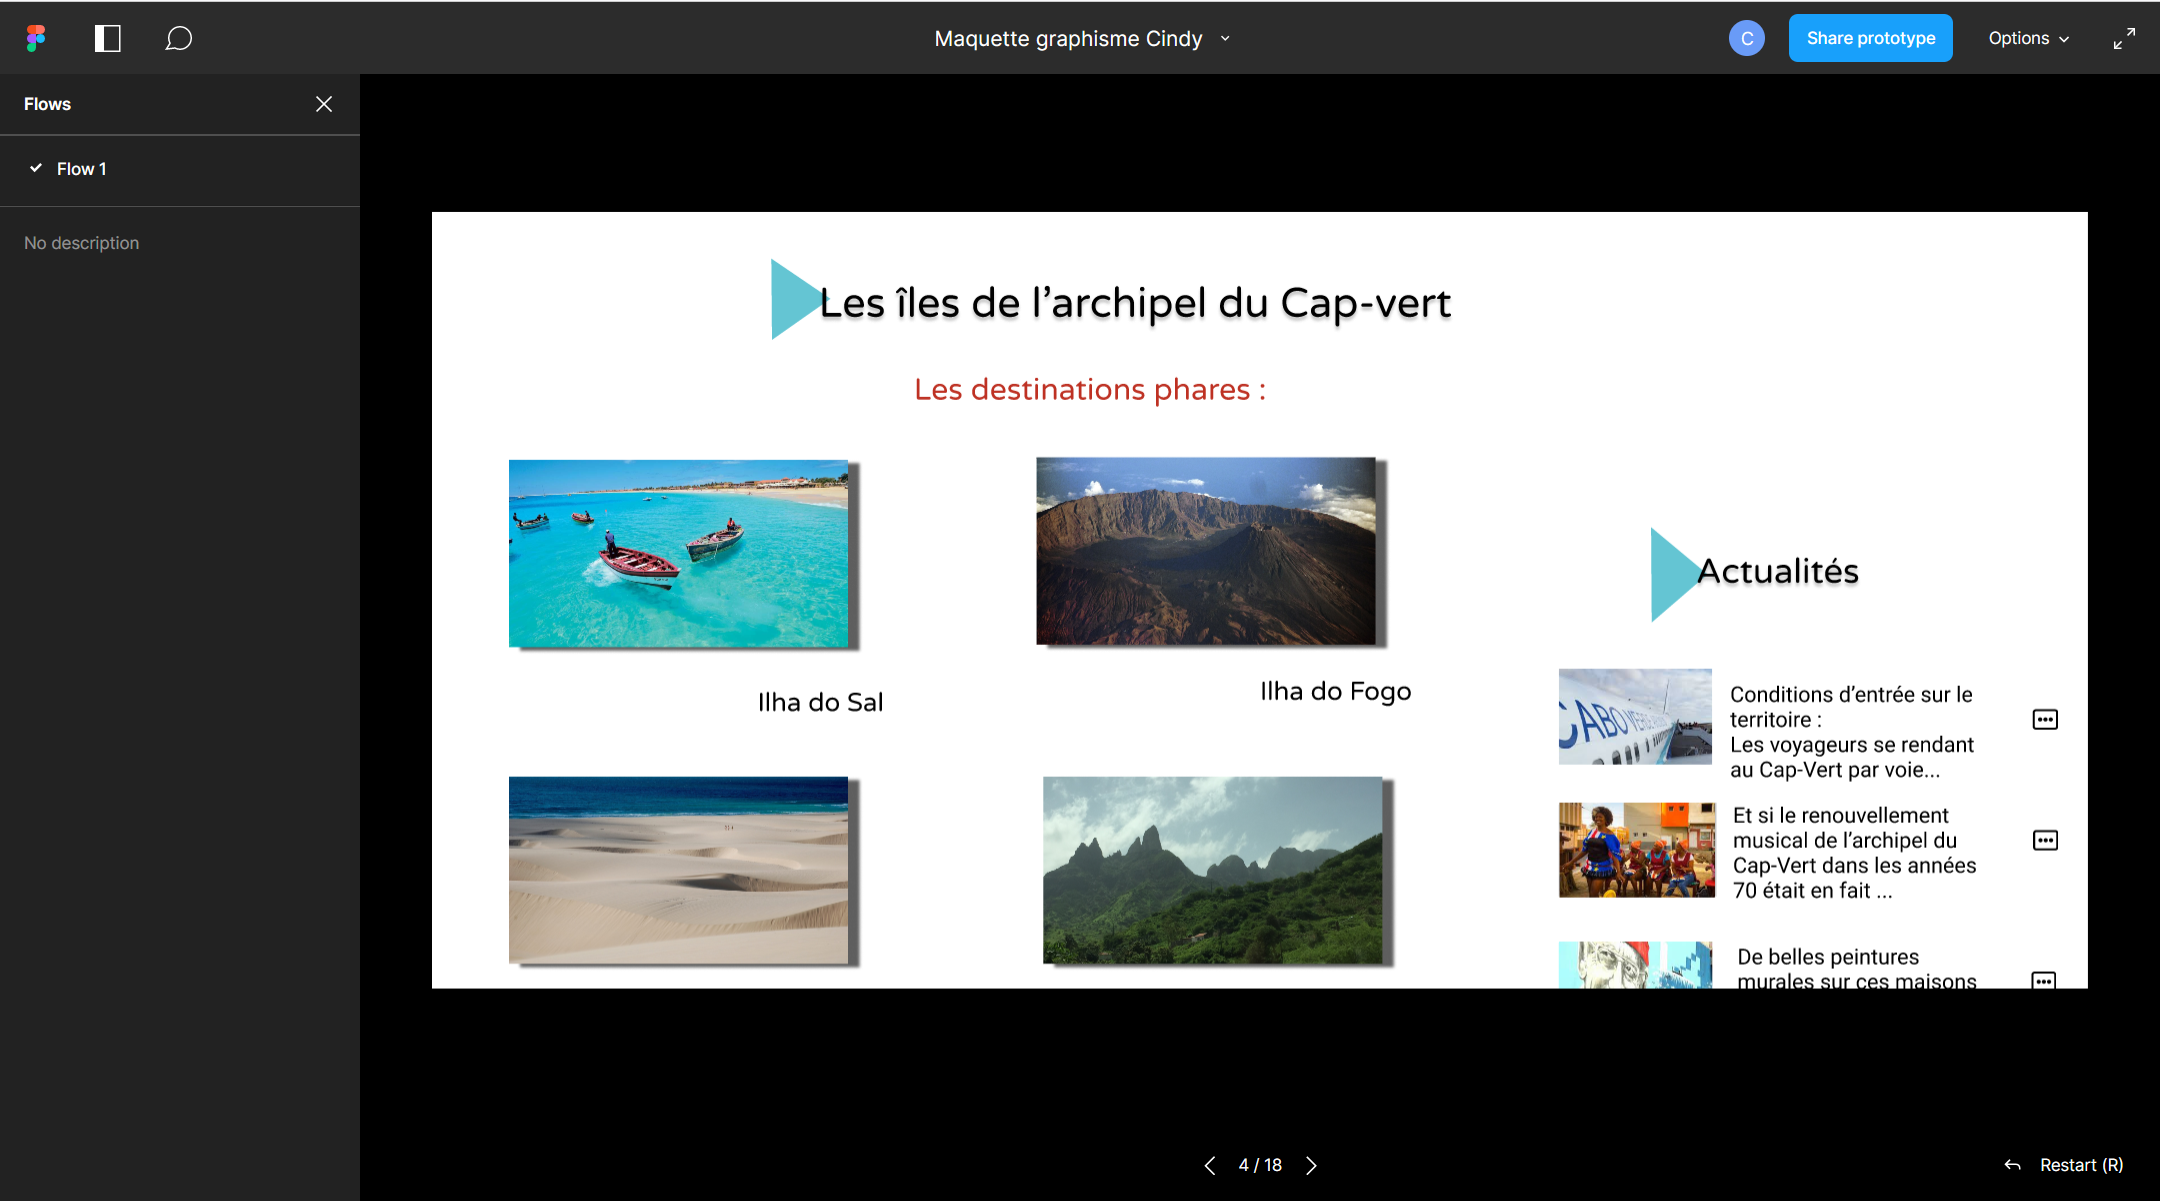 Maquette graphisme Cindy
C
Share prototype
Options
Flows
Flow 1
No description
Les îles de l’archipel du Cap-vert
Les destinations phares :
Ilha do Sal
Ilha do Fogo
Actualités
CABO VERDE
Conditions d’entrée sur le
territoire :
Les voyageurs se rendant
au Cap-Vert par voie...
Et si le renouvellement
musical de l’archipel du
Cap-Vert dans les années
70 était en fait ...
De belles peintures
murales sur ces maisons
4 / 18
Restart (R)